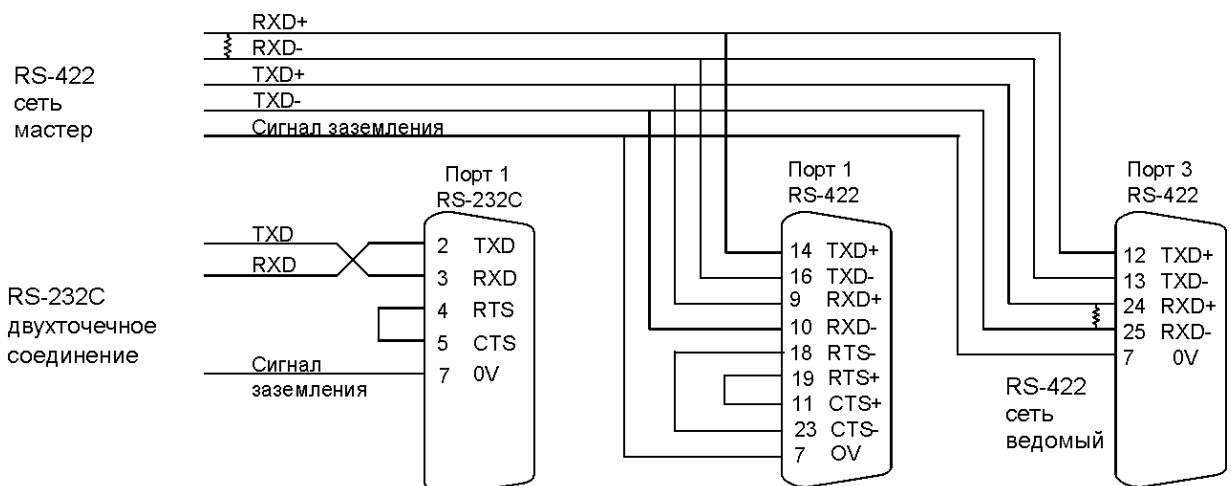 RXD+
RXD-
TXD+
TXD-
Сигнал заземления
RS-422
сеть
мастер
Порт 1
RS-232C
TXD
RXD
RS-232C
двухточечное
соединение
Сигнал
заземления
2 TXD
3 RXD
4 RTS
5 CTS
7 0V
Порт 1
RS-422
14 TXD+
16 TXD-
9 RXD+
10 RXD-
18 RTS-
19 RTS+
11 CTS+
23 CTS-
7 OV
Порт 3
RS-422
12 TXD+
13 TXD-
24 RXD+
25 RXD-
7 0V
RS-422
сеть
ведомый